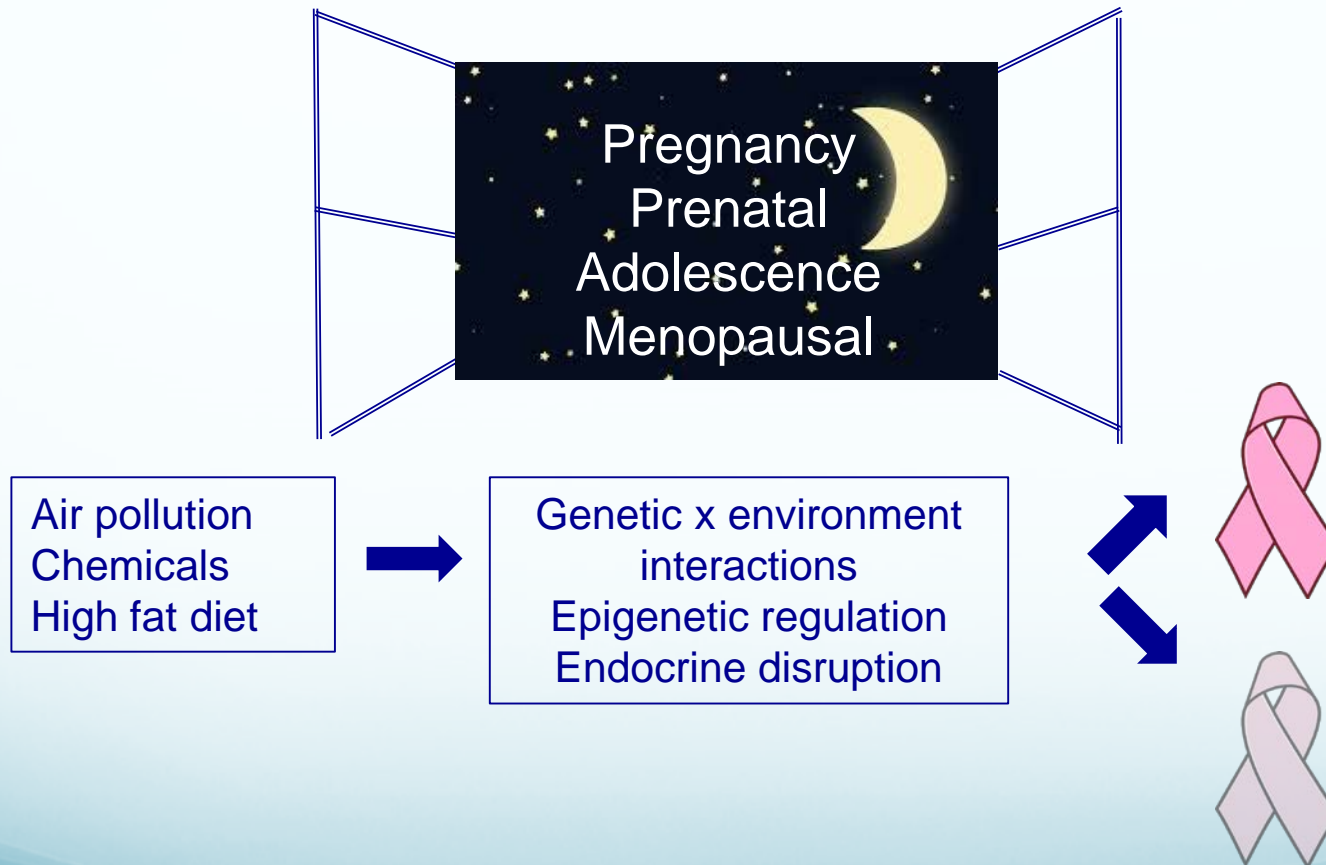 Pregnancy
Prenatal
Adolescence
Menopausal
Air pollution
Chemicals
High fat diet
Genetic x environment
interactions
Epigenetic regulation
Endocrine disruption